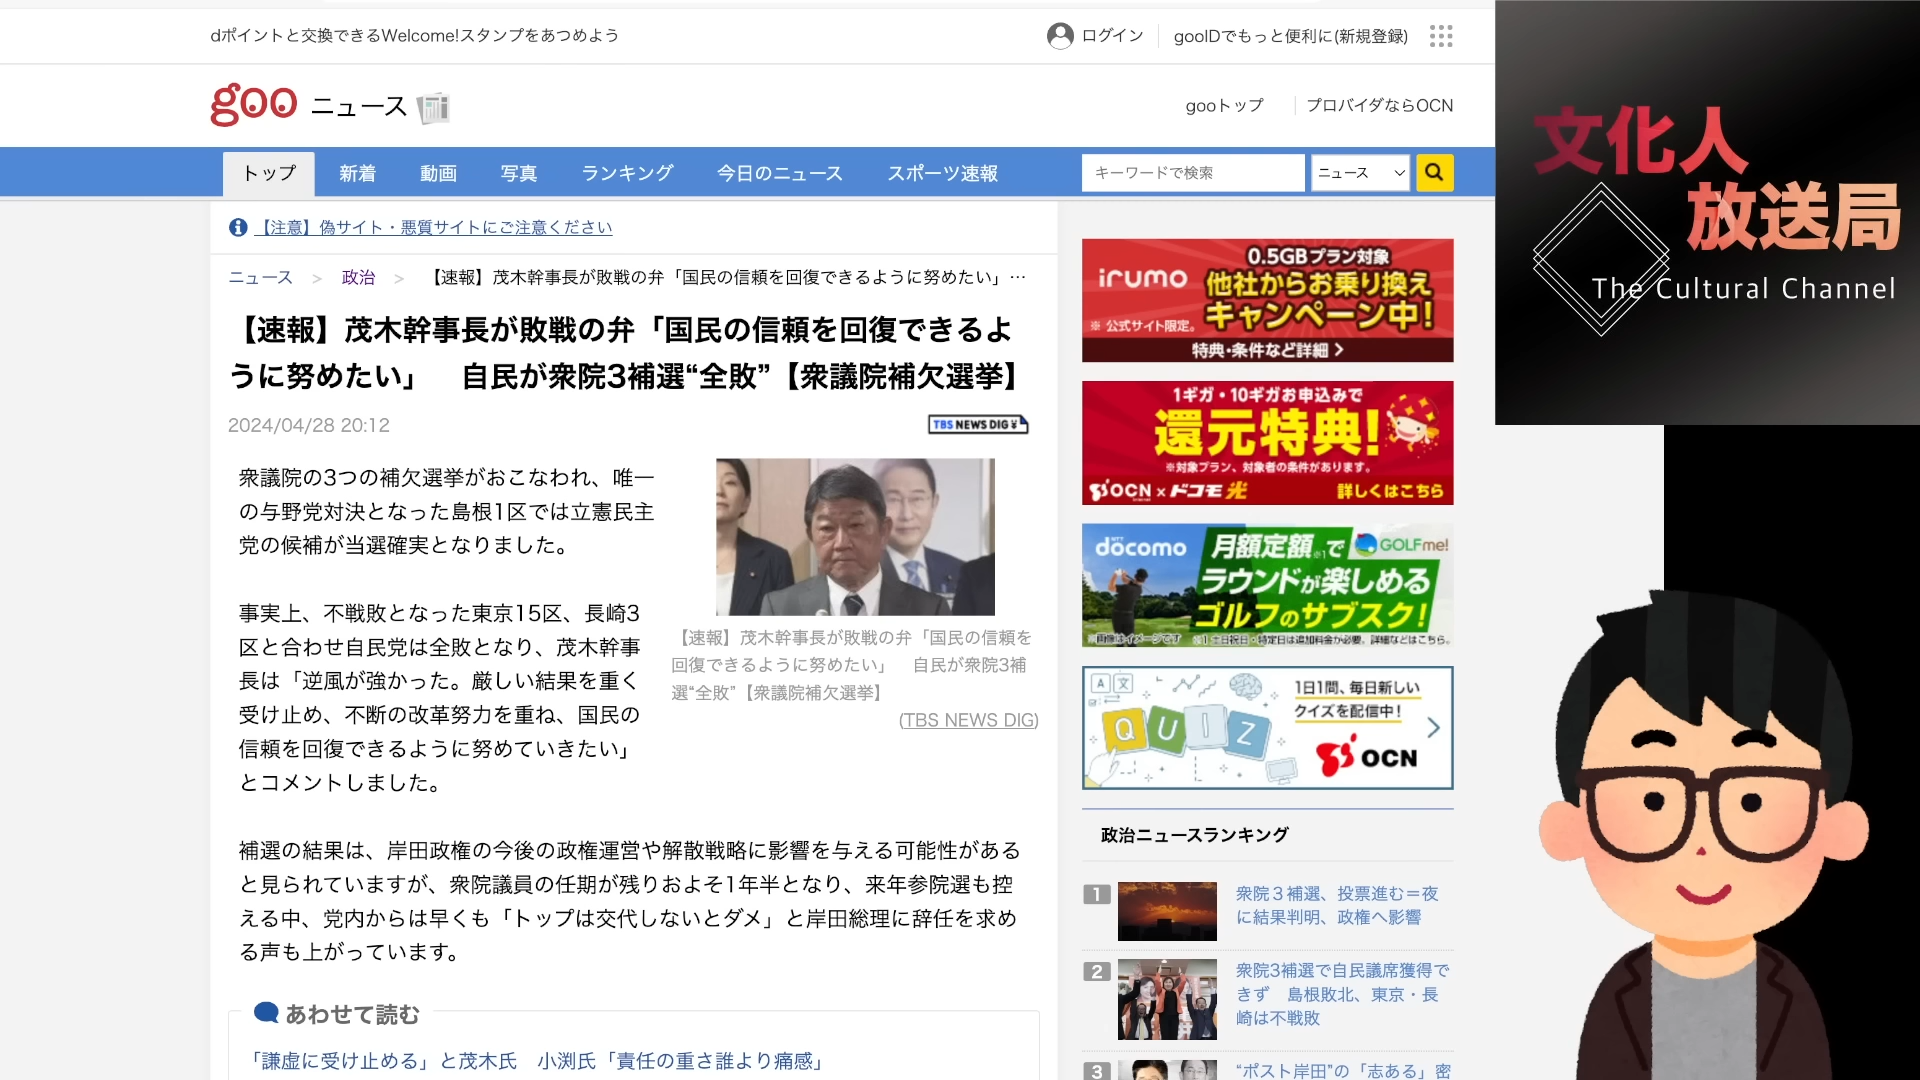 dポイントと交換できるWelcome!スタンプをあつめよう
ログイン
gooIDでもっと便利に(新規登録)
goo ニュース
gooトップ
プロバイダならOCN
トップ
新着
動画
写真
ランキング
今日のニュース
スポーツ速報
キーワードで検索
ニュース
【注意】偽サイト・悪質サイトにご注意ください
ニュース > 政治 > 【速報】茂木幹事長が敗戦の弁「国民の信頼を回復できるように努めたい」…
【速報】茂木幹事長が敗戦の弁「国民の信頼を回復できるよ
うに努めたい」 自民が衆院3補選“全敗”【衆議院補欠選挙】
2024/04/28 20:12
TBS NEWS DIG
衆議院の3つの補欠選挙がおこなわれ、唯一
の与野党対決となった島根1区では立憲民主
党の候補が当選確実となりました。
事実上、不戦敗となった東京15区、長崎3
区と合わせ自民党は全敗となり、茂木幹事
長は「逆風が強かった。厳しい結果を重く
受け止め、不断の改革努力を重ね、国民の
信頼を回復できるように努めていきたい」
とコメントしました。
【速報】茂木幹事長が敗戦の弁「国民の信頼を
回復できるように努めたい」 自民が衆院3補
選“全敗”【衆議院補欠選挙】
(TBS NEWS DIG)
補選の結果は、岸田政権の今後の政権運営や解散戦略に影響を与える可能性がある
と見られていますが、衆院議員の任期が残りおよそ1年半となり、来年参院選も控
える中、党内からは早くも「トップは交代しないとダメ」と岸田総理に辞任を求め
る声も上がっています。
あわせて読む
「謙虚に受け止める」と茂木氏 小渕氏「責任の重さ誰より痛感」
irumo
0.5GBプラン対象
他社からお乗り換え
キャンペーン中!
※ 公式サイト限定。
特典・条件など詳細
1ギガ・10ギガお申込みで
還元特典!
※対象プラン、対象者の条件があります。
OCN × ドコモ光
詳しくはこちら
NTT
docomo
月額定額※1で
GOLFme!
ラウンドが楽しめる
ゴルフのサブスク!
※画像はイメージです
※1 土日祝日・特定日は追加料金が必要。詳細などはこちら。
A 文
QUIZ
1日1問、毎日新しい
クイズを配信中!
OCN
政治ニュースランキング
1
衆院３補選、投票進む＝夜
に結果判明、政権へ影響
2
衆院3補選で自民議席獲得で
きず 島根敗北、東京・長
崎は不戦敗
3
“ポスト岸田”の「志ある」密
文化人
放送局
The Cultural Channel